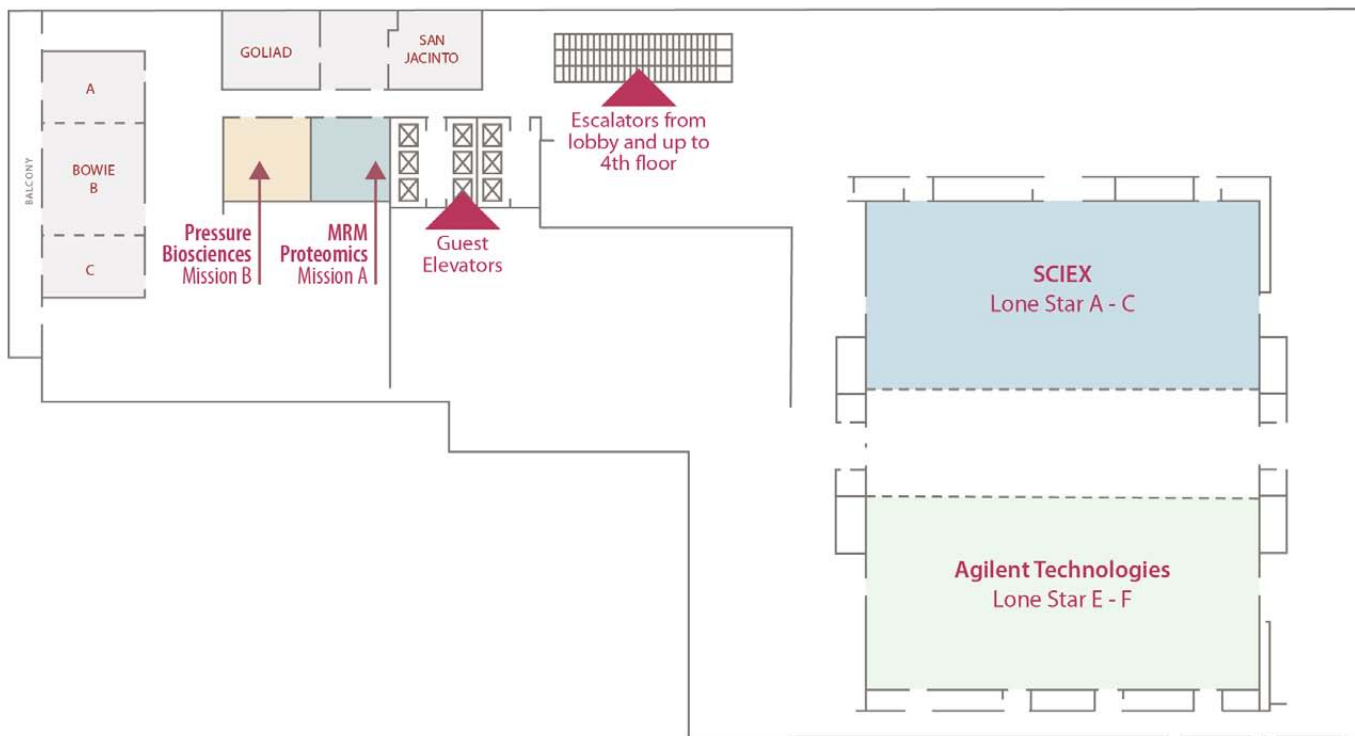 GOLIAD
SAN
JACINTO
A
BOWIE
B
C
BALCONY
Escalators from
lobby and up to
4th floor
Pressure
Biosciences
Mission B
MRM
Proteomics
Mission A
Guest
Elevators
SCIEX
Lone Star A - C
Agilent Technologies
Lone Star E - F